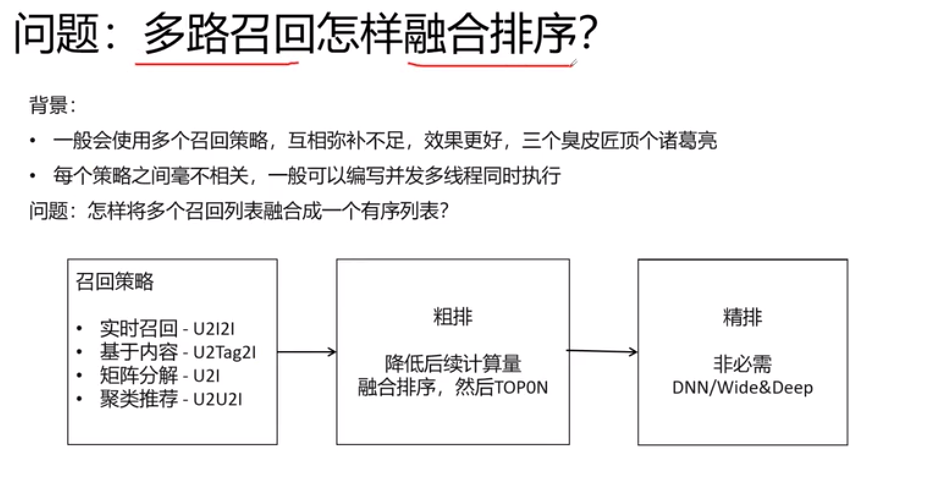 问题：多路召回怎样融合排序？
背景：
• 一般会使用多个召回策略，互相弥补不足，效果更好，三个臭皮匠顶个诸葛亮
• 每个策略之间毫不相关，一般可以编写并发多线程同时执行
问题：怎样将多个召回列表融合成一个有序列表？
召回策略
• 实时召回 - U2I2I
• 基于内容 - U2Tag2I
• 矩阵分解 - U2I
• 聚类推荐 - U2U2I
粗排
降低后续计算量
融合排序，然后TOP0N
精排
非必需
DNN/Wide&Deep